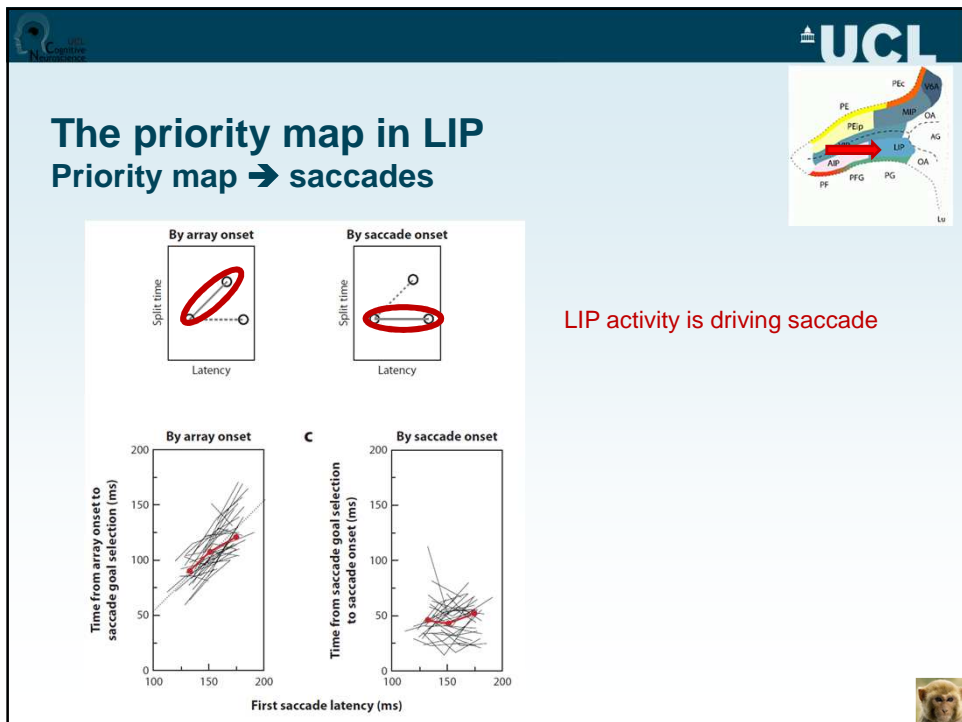 UCL
Cognitive
Neuroscience
UCL
The priority map in LIP
Priority map ➔ saccades
PEc
V6A
PE
MIP
OA
PEip
AG
VIP
LIP
AIP
OA
PF
PFG
PG
Lu
By array onset
By saccade onset
Split time
Split time
Latency
Latency
LIP activity is driving saccade
By array onset
c
By saccade onset
Time from array onset to
saccade goal selection (ms)
200
150
100
50
0
Time from saccade goal selection
to saccade onset (ms)
200
150
100
50
0
100
150
200
100
150
200
First saccade latency (ms)